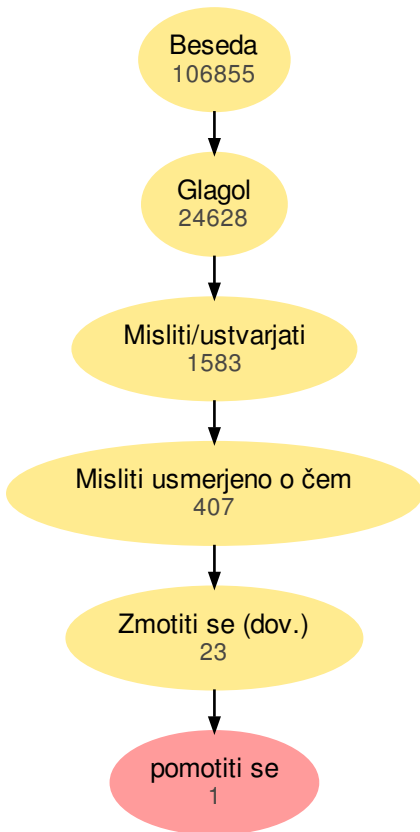 Beseda
106855
Glagol
24628
Misliti/ustvarjati
1583
Misliti usmerjeno o čem
407
Zmotiti se (dov.)
23
pomotiti se
1